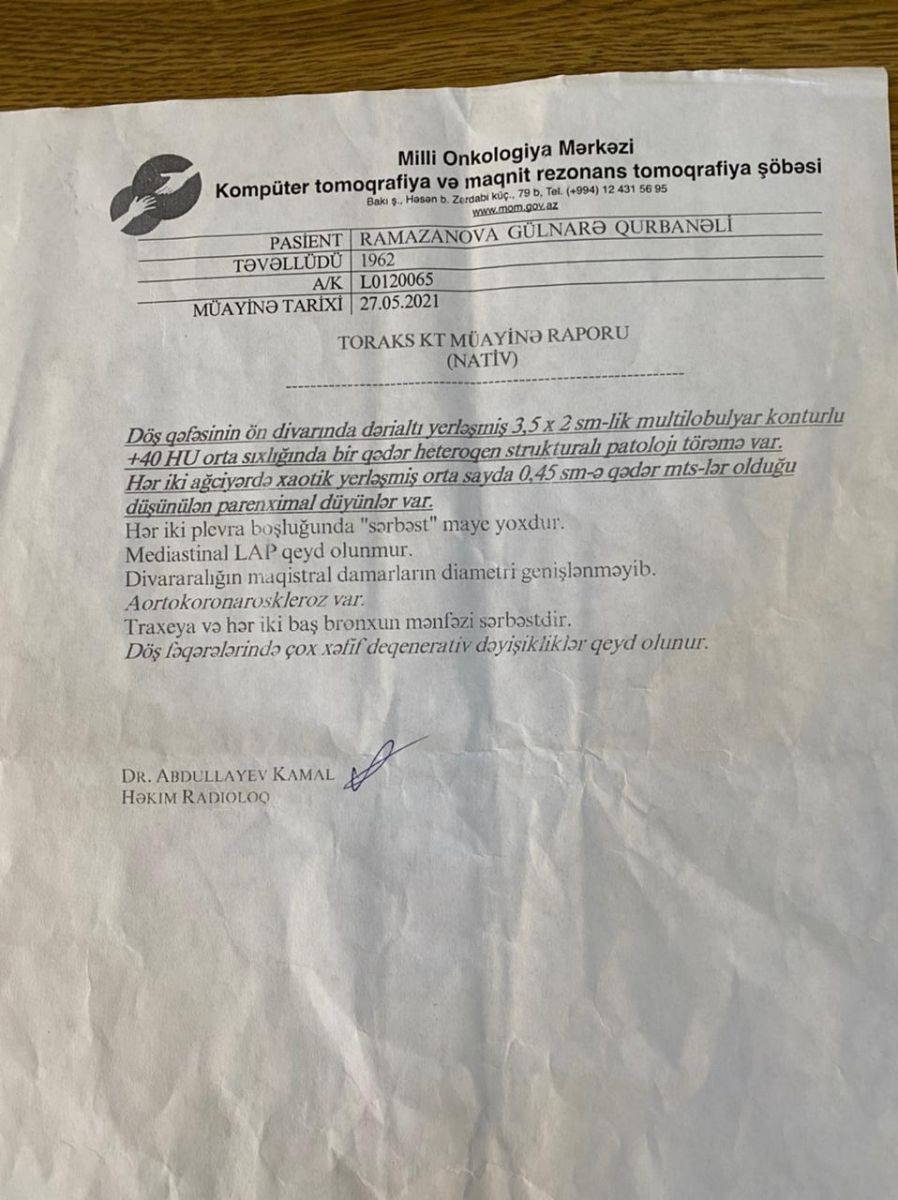 Milli Onkologiya Mərkəzi
Kompüter tomoqrafiya və maqnit rezonans tomoqrafiya şöbəsi
Bakı ş., Həsən b. Zərdabi küç., 79 b, Tel. (+994) 12 431 56 95
www.mom.gov.az
PASİENT RAMAZANOVA GÜLNARƏ QURBANƏLİ
TƏVƏLLÜDÜ 1962
A/K L0120065
MÜAYİNƏ TARİXİ 27.05.2021
TORAKS KT MÜAYİNƏ RAPORU
(NATİV)
Döş qəfəsinin ön divarında dərialtı yerləşmiş 3,5 x 2 sm-lik multilobulyar konturlu
+40 HU orta sıxlığında bir qədər heterogen strukturalı patoloji törəmə var.
Hər iki ağciyərdə xaotik yerləşmiş orta sayda 0,45 sm-ə qədər mts-lər olduğu
düşünülən parenximal düyünlər var.
Hər iki plevra boşluğunda "sərbəst" maye yoxdur.
Mediastinal LAP qeyd olunmur.
Divararalığın maqistral damarların diametri genişlənməyib.
Aortokoronaroskleroz var.
Traxeya və hər iki baş bronxun mənfəzi sərbəstdir.
Döş fəqərələrində çox xəfif deqenerativ dəyişikliklər qeyd olunur.
DR. ABDULLAYEV KAMAL
HƏKIM RADIOLOQ